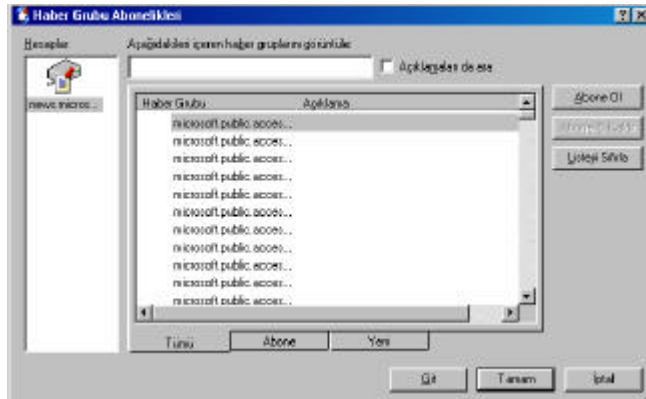 Haber Grubu Abonelikleri
Hesaplar
Aşağıdakileri içeren haber gruplarını görüntüle:
Açıklamaları da ara
news.micros...
Haber Grubu Açıklama
microsoft.public.acces...
microsoft.public.acces...
microsoft.public.acces...
microsoft.public.acces...
microsoft.public.acces...
microsoft.public.acces...
microsoft.public.acces...
microsoft.public.acces...
microsoft.public.acces...
microsoft.public.acces...
microsoft.public.acces...
Abone Ol
Listeyi Sıfırla
Tümü Abone Yeni
Git Tamam İptal